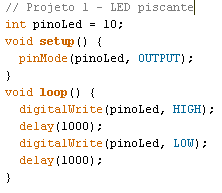 // Projeto 1 - LED piscante
int pinoLed = 10;
void setup() {
  pinMode(pinoLed, OUTPUT);
}
void loop() {
  digitalWrite(pinoLed, HIGH);
  delay(1000);
  digitalWrite(pinoLed, LOW);
  delay(1000);
}